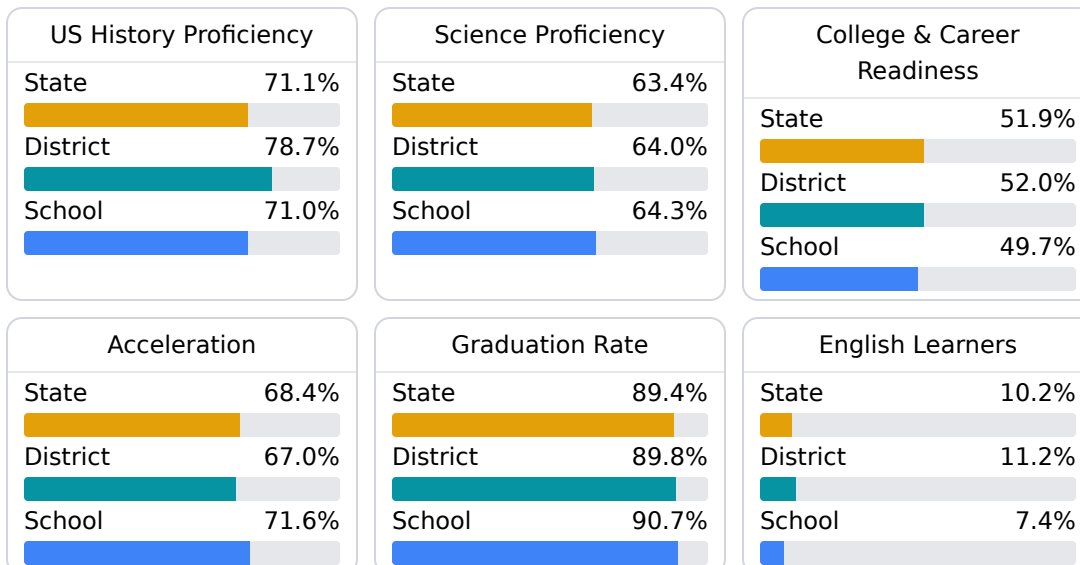 US History Proficiency
State 71.1%
District 78.7%
School 71.0%
Science Proficiency
State 63.4%
District 64.0%
School 64.3%
College & Career
Readiness
State 51.9%
District 52.0%
School 49.7%
Acceleration
State 68.4%
District 67.0%
School 71.6%
Graduation Rate
State 89.4%
District 89.8%
School 90.7%
English Learners
State 10.2%
District 11.2%
School 7.4%